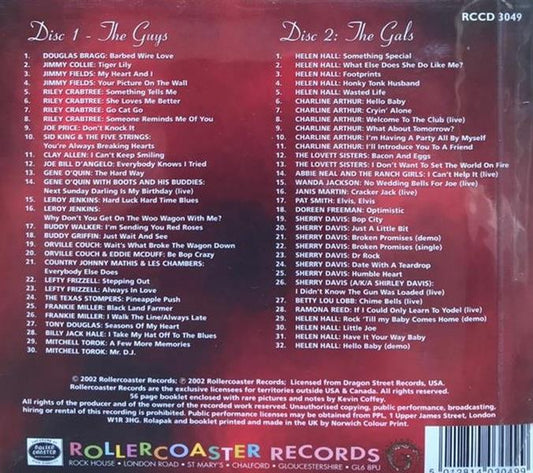 RCCD 3049
Disc 1 - The Guys
1. DOUGLAS BRAGG: Barbed Wire Love
2. JIMMY COLLIE: Tiger Lily
3. JIMMY FIELDS: My Heart And I
4. JIMMY FIELDS: Your Picture On The Wall
5. RILEY CRABTREE: Something Tells Me
6. RILEY CRABTREE: She Loves Me Better
7. RILEY CRABTREE: Go Cat Go
8. RILEY CRABTREE: Someone Reminds Me Of You
9. JOE PRICE: Don't Knock It
10. SID KING & THE FIVE STRINGS:
You're Always Breaking Hearts
11. CLAY ALLEN: I Can't Keep Smiling
12. JOE BILL D'ANGELO: Everybody Knows I Tried
13. GENE O'QUIN: The Hard Way
14. GENE O'QUIN WITH BOOTS AND HIS BUDDIES:
Next Sunday Darling Is My Birthday (live)
15. LEROY JENKINS: Hard Luck Hard Time Blues
16. LEROY JENKINS:
Why Don't You Get On The Woo Wagon With Me?
17. BUDDY WALKER: I'm Sending You Red Roses
18. BUDDY GRIFFIN: Just Wait And See
19. ORVILLE COUCH: Wait's What Broke The Wagon Down
20. ORVILLE COUCH & EDDIE MCDUFF: Be Bop Crazy
21. COUNTRY JOHNNY MATHIS & LES CHAMBERS:
Everybody Else Does
22. LEFTY FRIZZELL: Stepping Out
23. LEFTY FRIZZELL: Always In Love
24. THE TEXAS STOMPERS: Pineapple Push
25. FRANKIE MILLER: Black Land Farmer
26. FRANKIE MILLER: I Walk The Line/Always Late
27. TONY DOUGLAS: Seasons Of My Heart
28. BILLY JACK HALE: I Take My Hat Off To The Blues
29. MITCHELL TOROK: A Few More Memories
30. MITCHELL TOROK: Mr. D.J.
Disc 2: The Gals
1. HELEN HALL: Something Special
2. HELEN HALL: What Else Does She Do Like Me?
3. HELEN HALL: Footprints
4. HELEN HALL: Honky Tonk Husband
5. HELEN HALL: Wasted Life
6. CHARLINE ARTHUR: Hello Baby
7. CHARLINE ARTHUR: Cryin' Alone
8. CHARLINE ARTHUR: Welcome To The Club (live)
9. CHARLINE ARTHUR: What About Tomorrow?
10. CHARLINE ARTHUR: I'm Having A Party All By Myself
11. CHARLINE ARTHUR: I'll Introduce You To A Friend
12. THE LOVETT SISTERS: Bacon And Eggs
13. THE LOVETT SISTERS: I Don't Want To Set The World On Fire
14. ABBIE NEAL AND THE RANCH GIRLS: I Can't Help It (live)
15. WANDA JACKSON: No Wedding Bells For Joe (live)
16. JANIS MARTIN: Cracker Jack (live)
17. PAT SMITH: Elvis, Elvis
18. DOREEN FREEMAN: Optimistic
19. SHERRY DAVIS: Bop City
20. SHERRY DAVIS: Just A Little Bit
21. SHERRY DAVIS: Broken Promises (demo)
22. SHERRY DAVIS: Broken Promises (single)
23. SHERRY DAVIS: Dr Rock
24. SHERRY DAVIS: Date With A Teardrop
25. SHERRY DAVIS: Humble Heart
26. SHERRY DAVIS (A/K/A SHIRLEY DAVIS):
I Didn't Know The Gun Was Loaded (live)
27. BETTY LOU LOBB: Chime Bells (live)
28. RAMONA REED: If I Could Only Learn To Yodel (live)
29. HELEN HALL: Rock 'Till my Baby Comes Home (demo)
30. HELEN HALL: Little Joe
31. HELEN HALL: Have It Your Way Baby
32. HELEN HALL: Hello Baby (demo)
© 2002 Rollercoaster Records; ℗ 2002 Rollercoaster Records; Licensed from Dragon Street Records, USA.
Rollercoaster Records are the exclusive licensees for territories outside USA & Canada. All rights reserved.
56 page booklet enclosed with rare pictures and notes by Kevin Coffey.
All rights of the producer and of the owner of the recorded work reserved. Unauthorised copying, public performance, broadcasting,
hiring or rental of this recording is prohibited. Public performance licenses may be obtained from PPL, 1 Upper James Street, London
W1R 3HG. Rolapak and booklet printed and made in the UK by Norwich Colour Print.
ROLLER COASTER
ROLLERCOASTER RECORDS
ROCK HOUSE • LONDON ROAD • ST MARY'S • CHALFORD • GLOUCESTERSHIRE • GL6 8PU
5 012814 030499